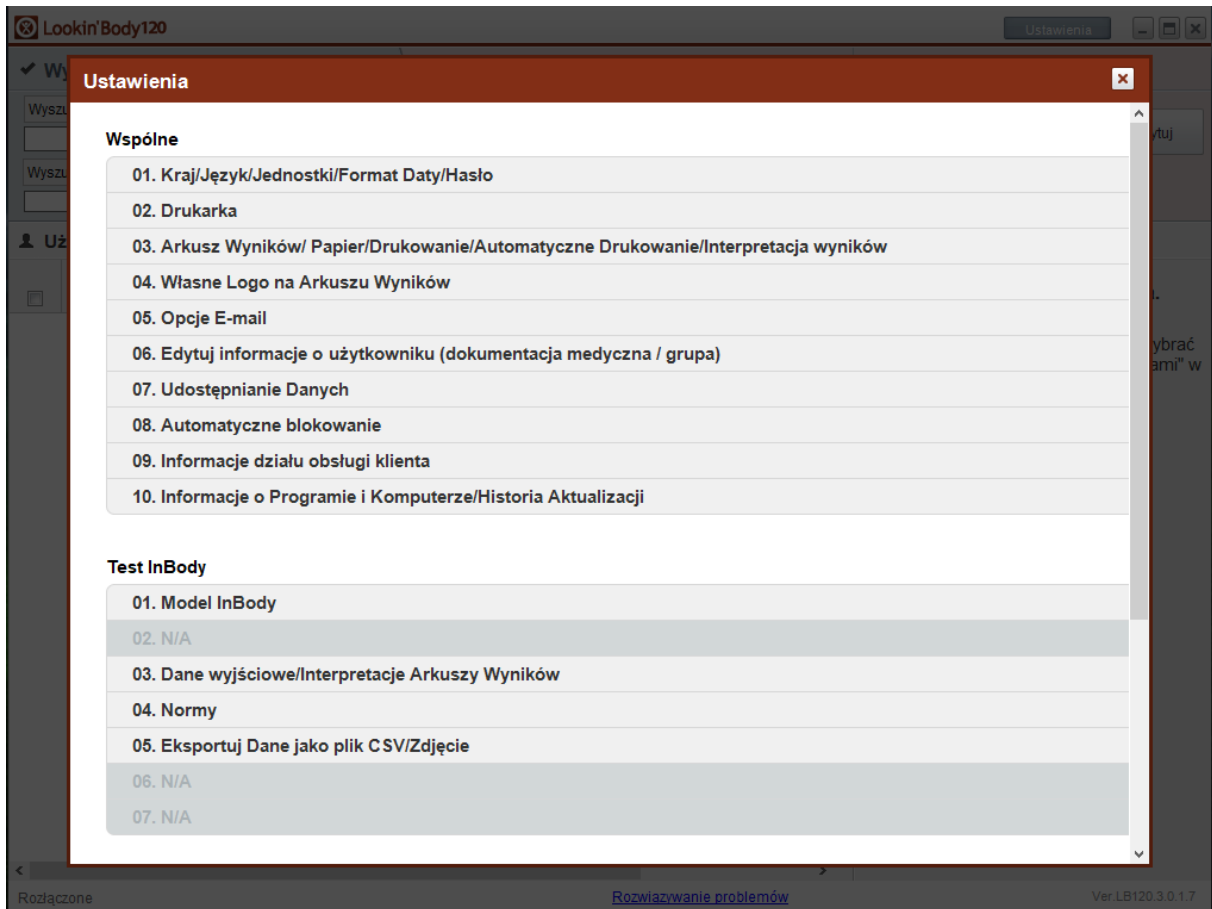 Lookin'Body120
Ustawienia
Ustawienia
Wspólne
01. Kraj/Język/Jednostki/Format Daty/Hasło
02. Drukarka
03. Arkusz Wyników/ Papier/Drukowanie/Automatyczne Drukowanie/Interpretacja wyników
04. Własne Logo na Arkuszu Wyników
05. Opcje E-mail
06. Edytuj informacje o użytkowniku (dokumentacja medyczna / grupa)
07. Udostępnianie Danych
08. Automatyczne blokowanie
09. Informacje działu obsługi klienta
10. Informacje o Programie i Komputerze/Historia Aktualizacji
Test InBody
01. Model InBody
02. N/A
03. Dane wyjściowe/Interpretacje Arkuszy Wyników
04. Normy
05. Eksportuj Dane jako plik CSV/Zdjęcie
06. N/A
07. N/A
Rozłączone
Rozwiazywanie problemów
Ver.LB120.3.0.1.7